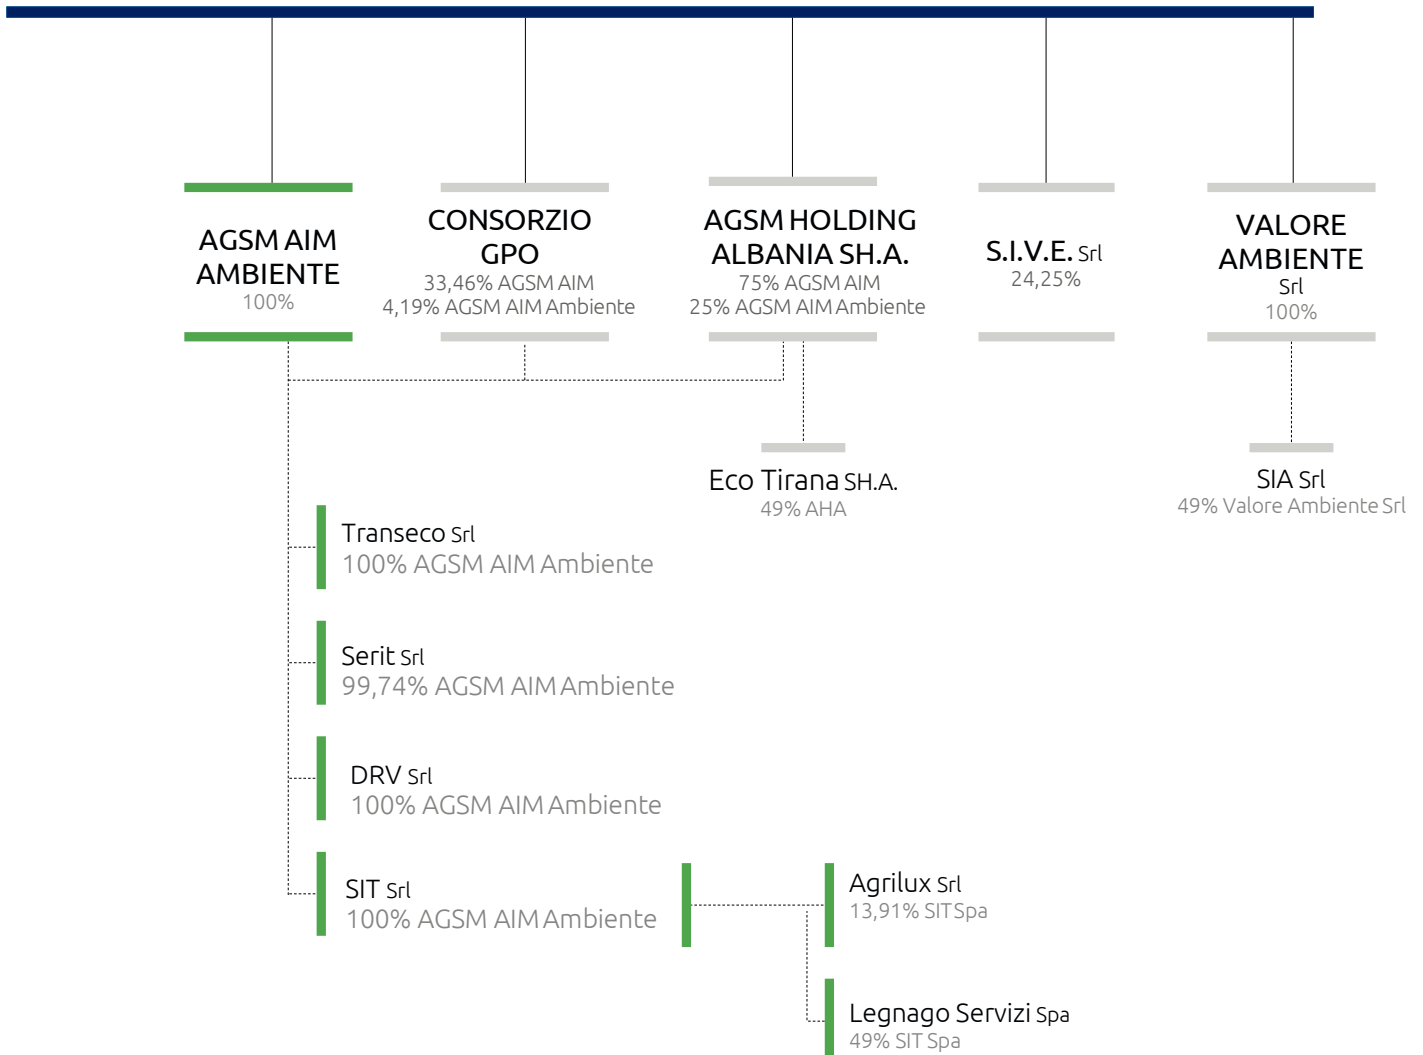 AGSM AIM
AMBIENTE
100%
CONSORZIO
GPO
33,46% AGSM AIM
4,19% AGSM AIM Ambiente
AGSM HOLDING
ALBANIA SH.A.
75% AGSM AIM
25% AGSM AIM Ambiente
S.I.V.E. Srl
24,25%
VALORE
AMBIENTE
Srl
100%
Eco Tirana SH.A.
49% AHA
SIA Srl
49% Valore Ambiente Srl
Transeco Srl
100% AGSM AIM Ambiente
Serit Srl
99,74% AGSM AIM Ambiente
DRV Srl
100% AGSM AIM Ambiente
SIT Srl
100% AGSM AIM Ambiente
Agrilux Srl
13,91% SIT Spa
Legnago Servizi Spa
49% SIT Spa